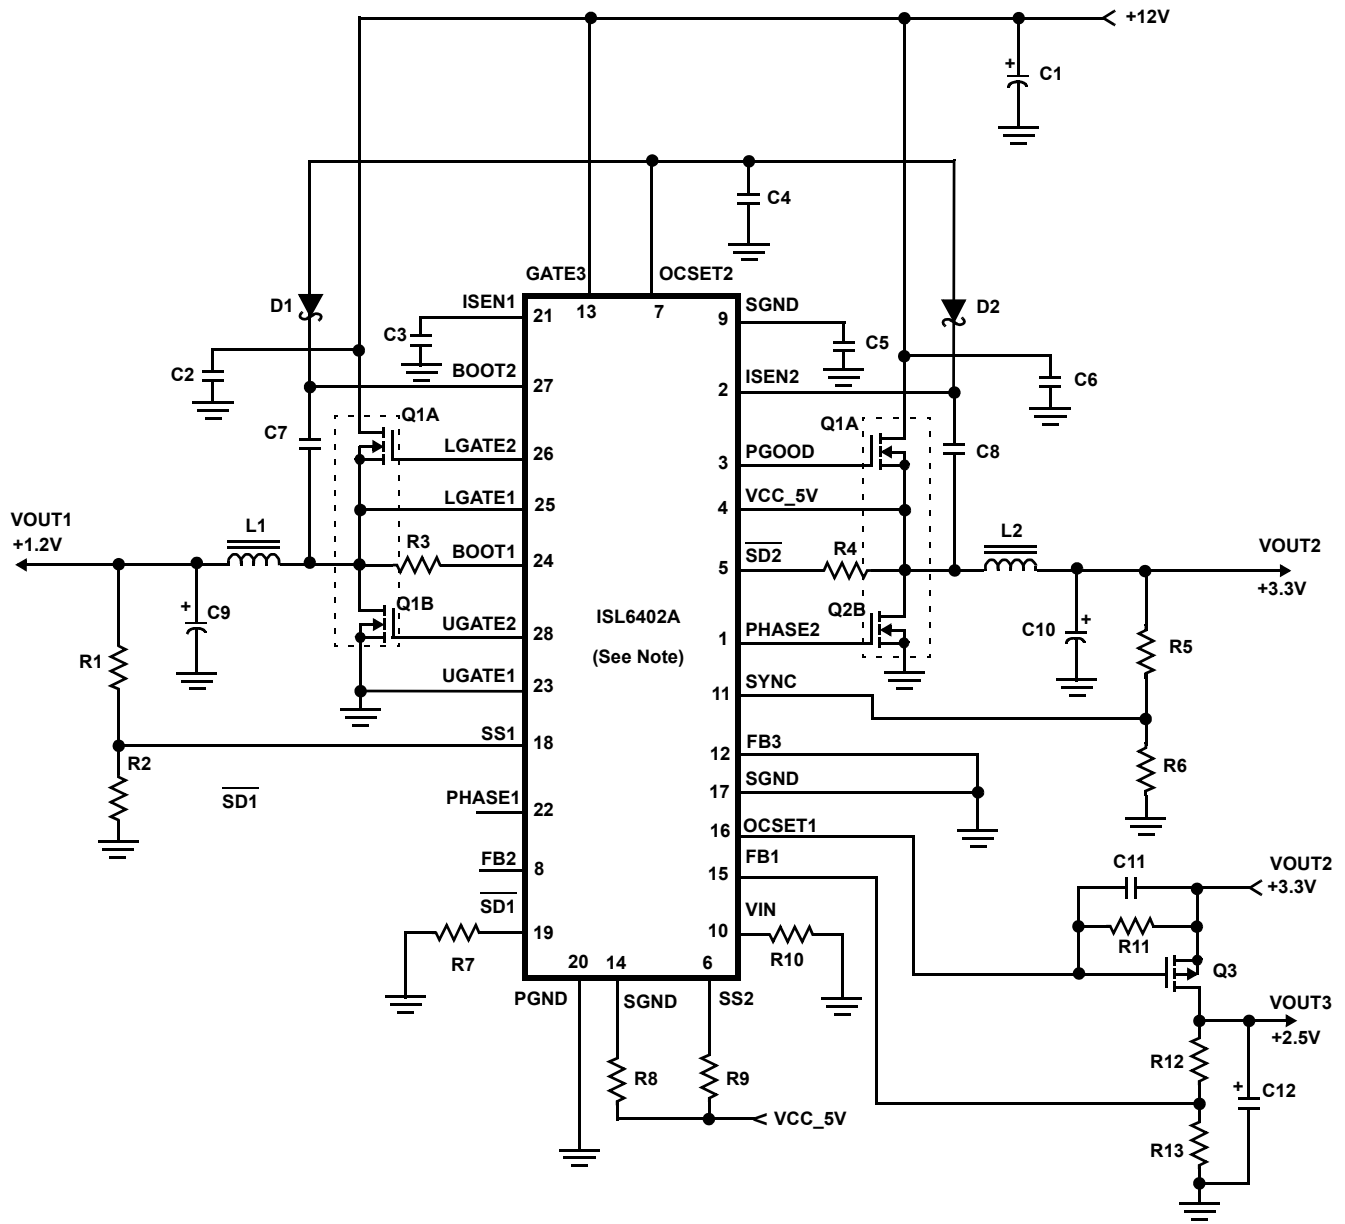 +12V
+
C1
C4
GATE3
OCSET2
D1
ISEN1
21
13
7
SGND
9
D2
C3
C5
C2
BOOT2
27
ISEN2
2
C6
Q1A
Q1A
C7
LGATE2
26
PGOOD
3
C8
LGATE1
25
VCC_5V
4
VOUT1
+1.2V
L1
R3
BOOT1
24
SD2
5
R4
L2
VOUT2
+3.3V
+
C9
Q1B
UGATE2
28
ISL6402A
(See Note)
PHASE2
1
Q2B
C10
+
R5
R1
UGATE1
23
SYNC
11
SS1
18
FB3
12
R2
SD1
SGND
17
R6
PHASE1
22
OCSET1
16
FB2
8
FB1
15
C11
VOUT2
+3.3V
SD1
19
VIN
10
R11
R7
R10
20
14
6
Q3
PGND
SGND
SS2
VOUT3
+2.5V
R8
R9
R12
+
C12
VCC_5V
R13